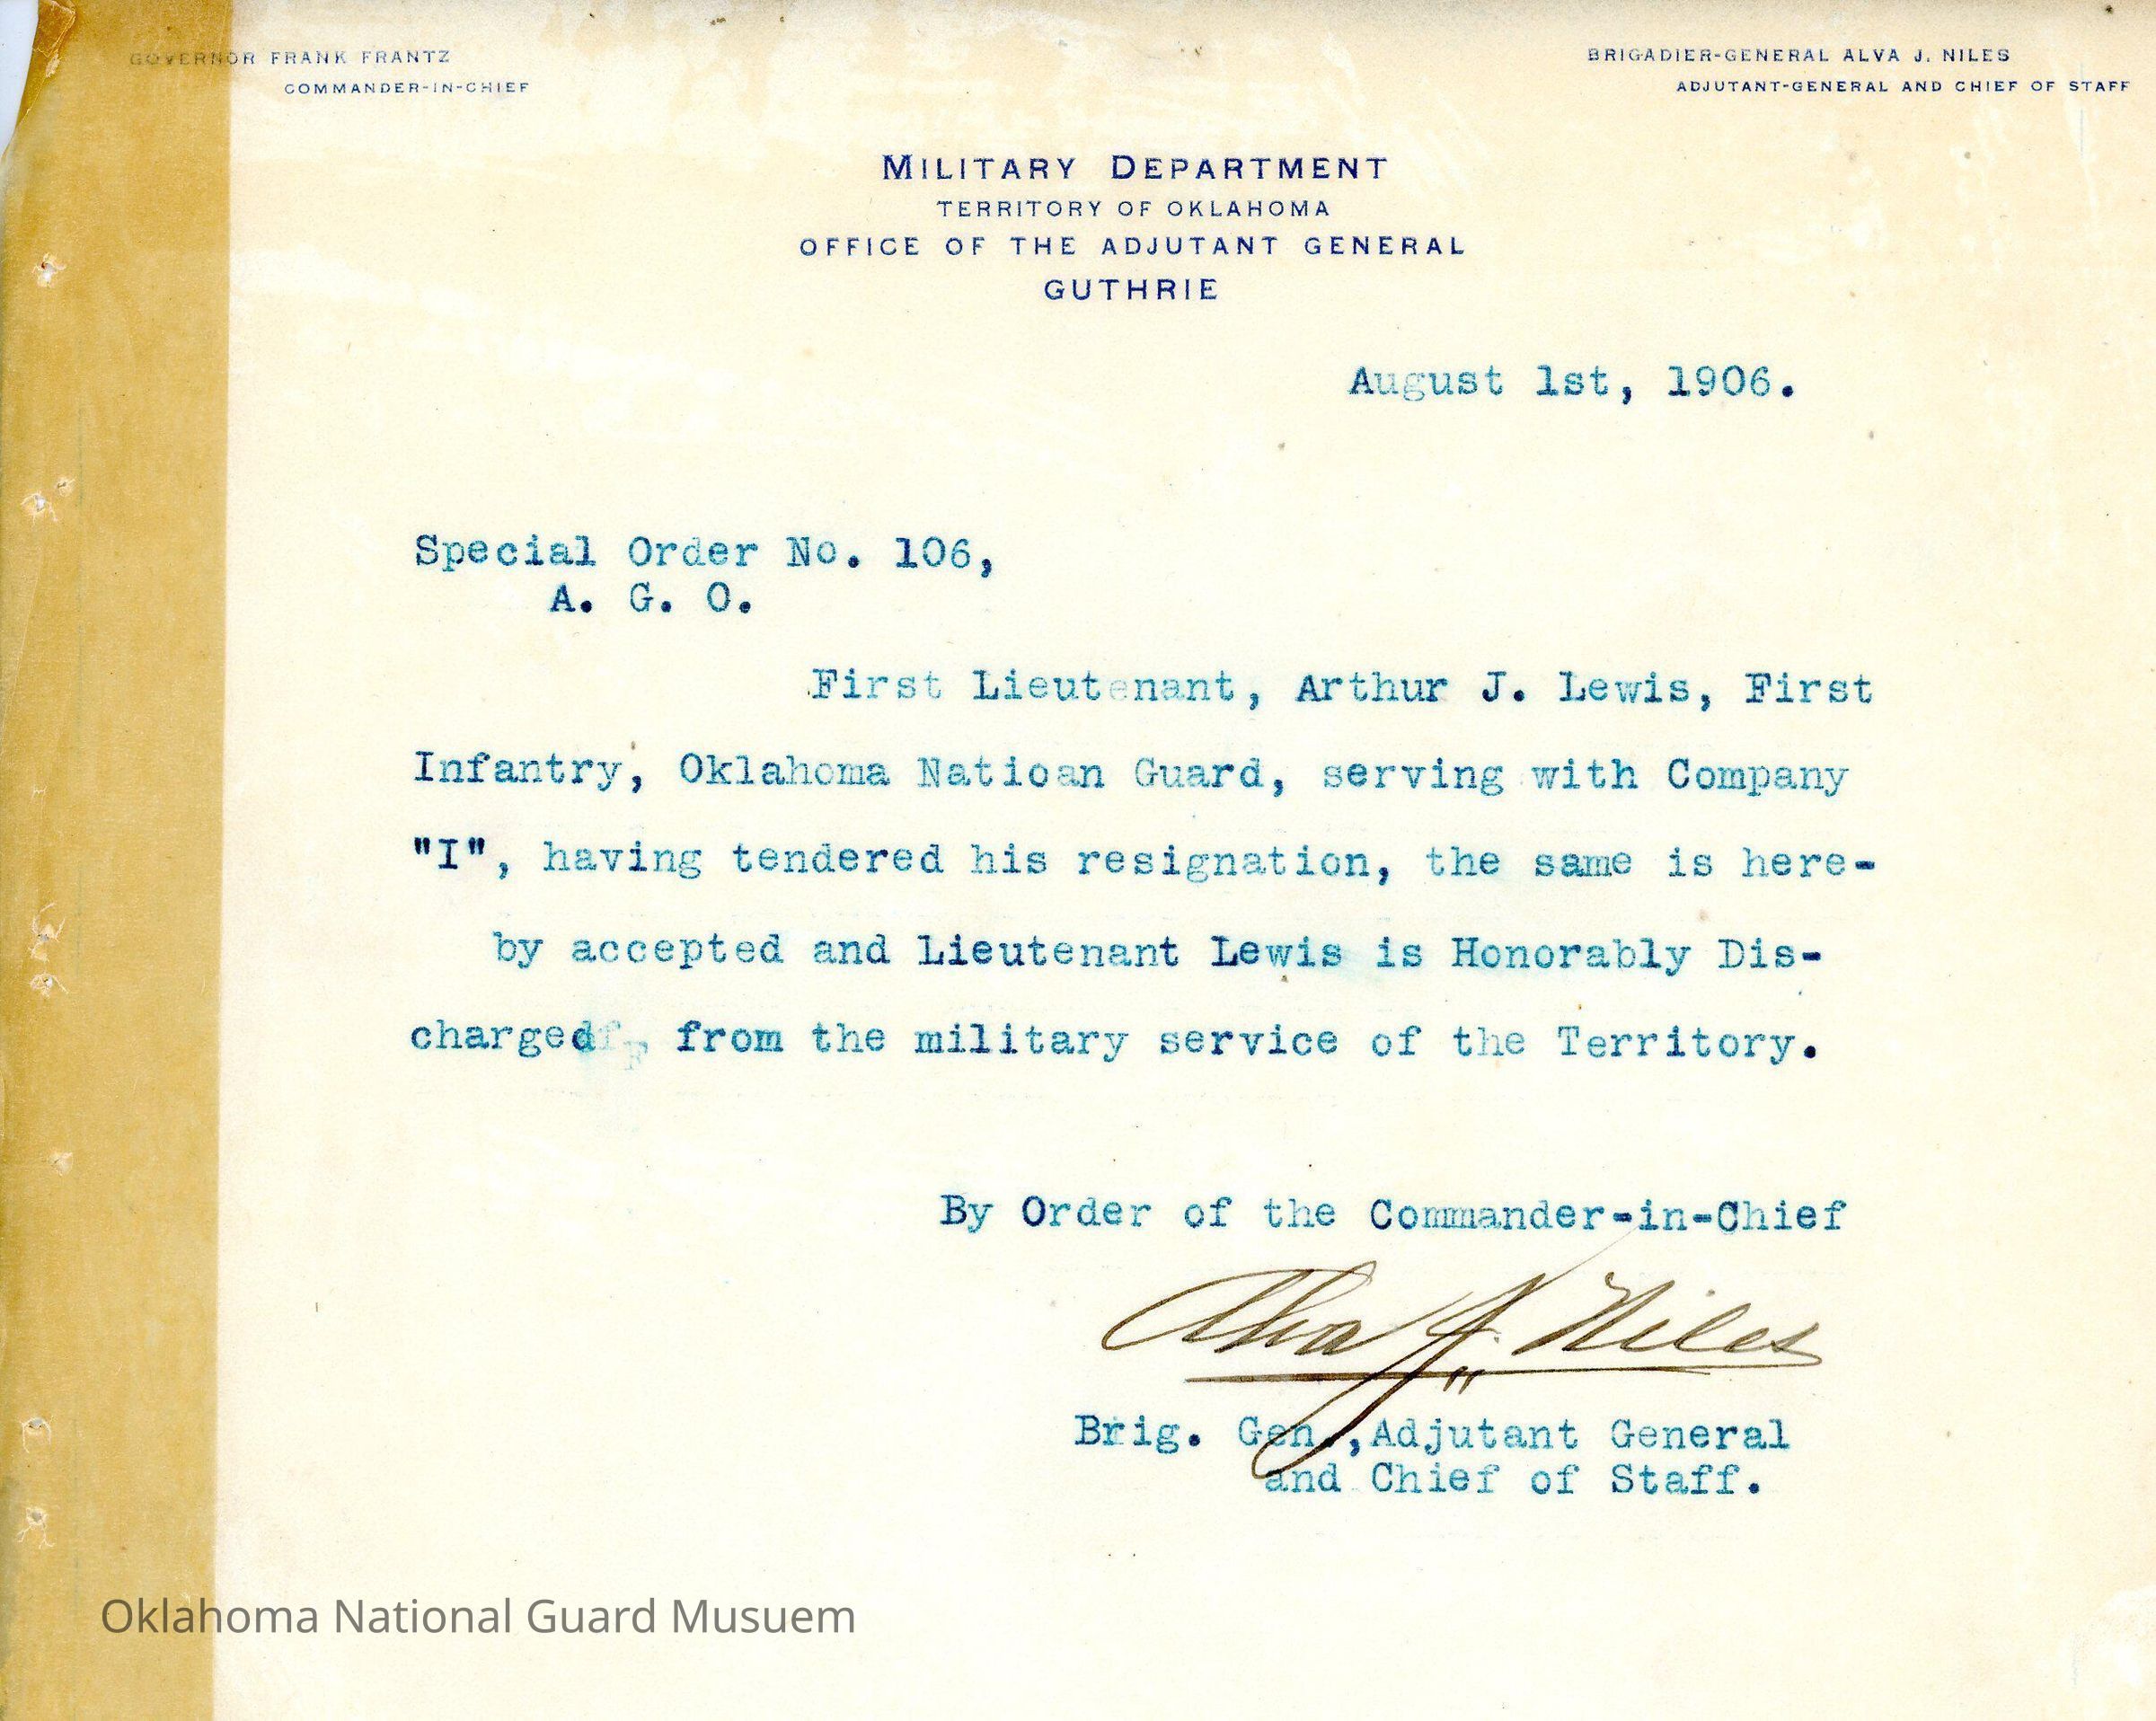 GOVERNOR FRANK FRANTZ
COMMANDER-IN-CHIEF
BRIGADIER-GENERAL ALVA J. NILES
ADJUTANT-GENERAL AND CHIEF OF STAFF
MILITARY DEPARTMENT
TERRITORY OF OKLAHOMA
OFFICE OF THE ADJUTANT GENERAL
GUTHRIE
August 1st, 1906.
Special Order No. 106,
A. G. O.
First Lieutenant, Arthur J. Lewis, First
Infantry, Oklahoma Natioan Guard, serving with Company
"I", having tendered his resignation, the same is here-
by accepted and Lieutenant Lewis is Honorably Dis-
charged, from the military service of the Territory.
By Order of the Commander-in-Chief
Alva J. Niles
Brig. Gen.,Adjutant General
and Chief of Staff.
Oklahoma National Guard Musuem